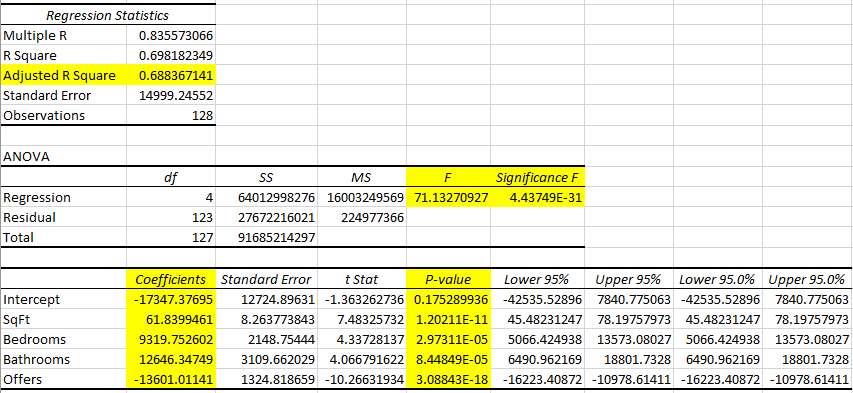 Regression Statistics
Multiple R 0.835573066
R Square 0.698182349
Adjusted R Square 0.688367141
Standard Error 14999.24552
Observations 128
ANOVA
df SS MS F Significance F
Regression 4 64012998276 16003249569 71.13270927 4.43749E-31
Residual 123 27672216021 224977366
Total 127 91685214297
Coefficients Standard Error t Stat P-value Lower 95% Upper 95% Lower 95.0% Upper 95.0%
Intercept -17347.37695 12724.89631 -1.363262736 0.175289936 -42535.52896 7840.775063 -42535.52896 7840.775063
SqFt 61.8399461 8.263773843 7.48325732 1.20211E-11 45.48231247 78.19757973 45.48231247 78.19757973
Bedrooms 9319.752602 2148.75444 4.33728137 2.97311E-05 5066.424938 13573.08027 5066.424938 13573.08027
Bathrooms 12646.34749 3109.662029 4.066791622 8.44849E-05 6490.962169 18801.7328 6490.962169 18801.7328
Offers -13601.01141 1324.818659 -10.26631934 3.08843E-18 -16223.40872 -10978.61411 -16223.40872 -10978.61411